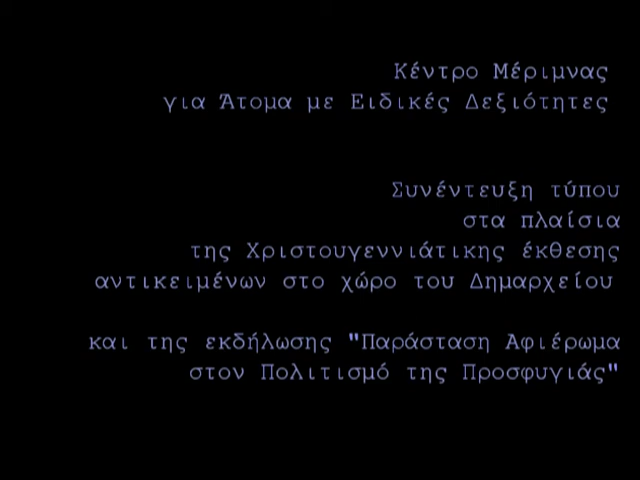 Κέντρο Μέριμνας
για Άτομα με Ειδικές Δεξιότητες
Συνέντευξη τύπου
στα πλαίσια
της Χριστουγεννιάτικης έκθεσης
αντικειμένων στο χώρο του Δημαρχείου
και της εκδήλωσης "Παράσταση Αφιέρωμα
στον Πολιτισμό της Προσφυγιάς"